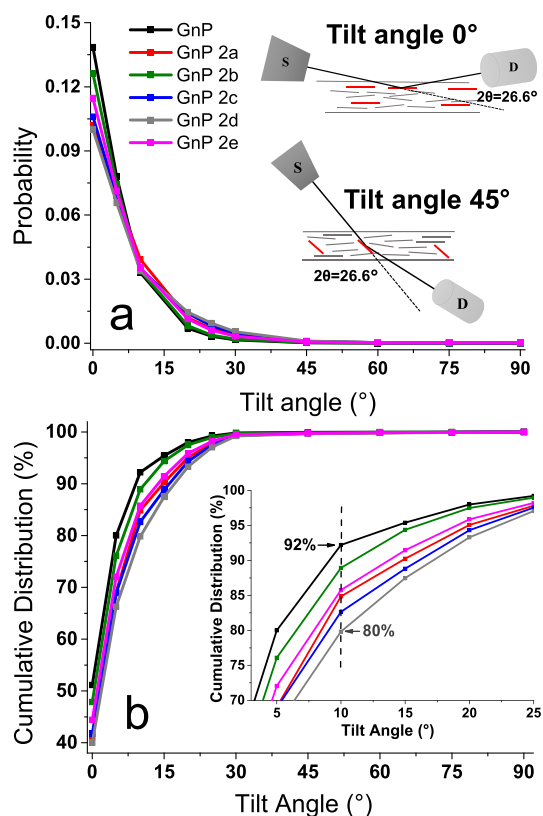 0.15
0.12
0.09
0.06
0.03
0.00
Probability
GnP
GnP 2a
GnP 2b
GnP 2c
GnP 2d
GnP 2e
Tilt angle 0°
S
D
2θ=26.6°
Tilt angle 45°
S
2θ=26.6°
D
a
0 15 30 45 60 75 90
Tilt angle (°)
100
90
80
70
60
50
40
Cumulative Distribution (%)
100
95
90
85
80
75
70
Cumulative Distribution (%)
92%
80%
5 10 15 20 25
Tilt Angle (°)
b
0 15 30 45 60 75 90
Tilt Angle (°)